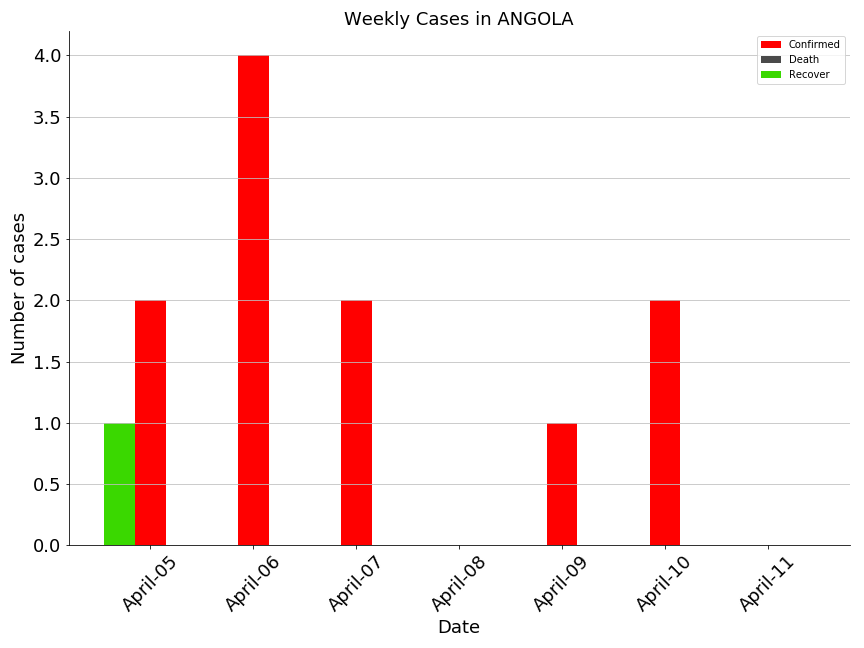 Weekly Cases in ANGOLA
Confirmed
Death
Recover
Number of cases
4.0
3.5
3.0
2.5
2.0
1.5
1.0
0.5
0.0
April-05
April-06
April-07
April-08
April-09
April-10
April-11
Date